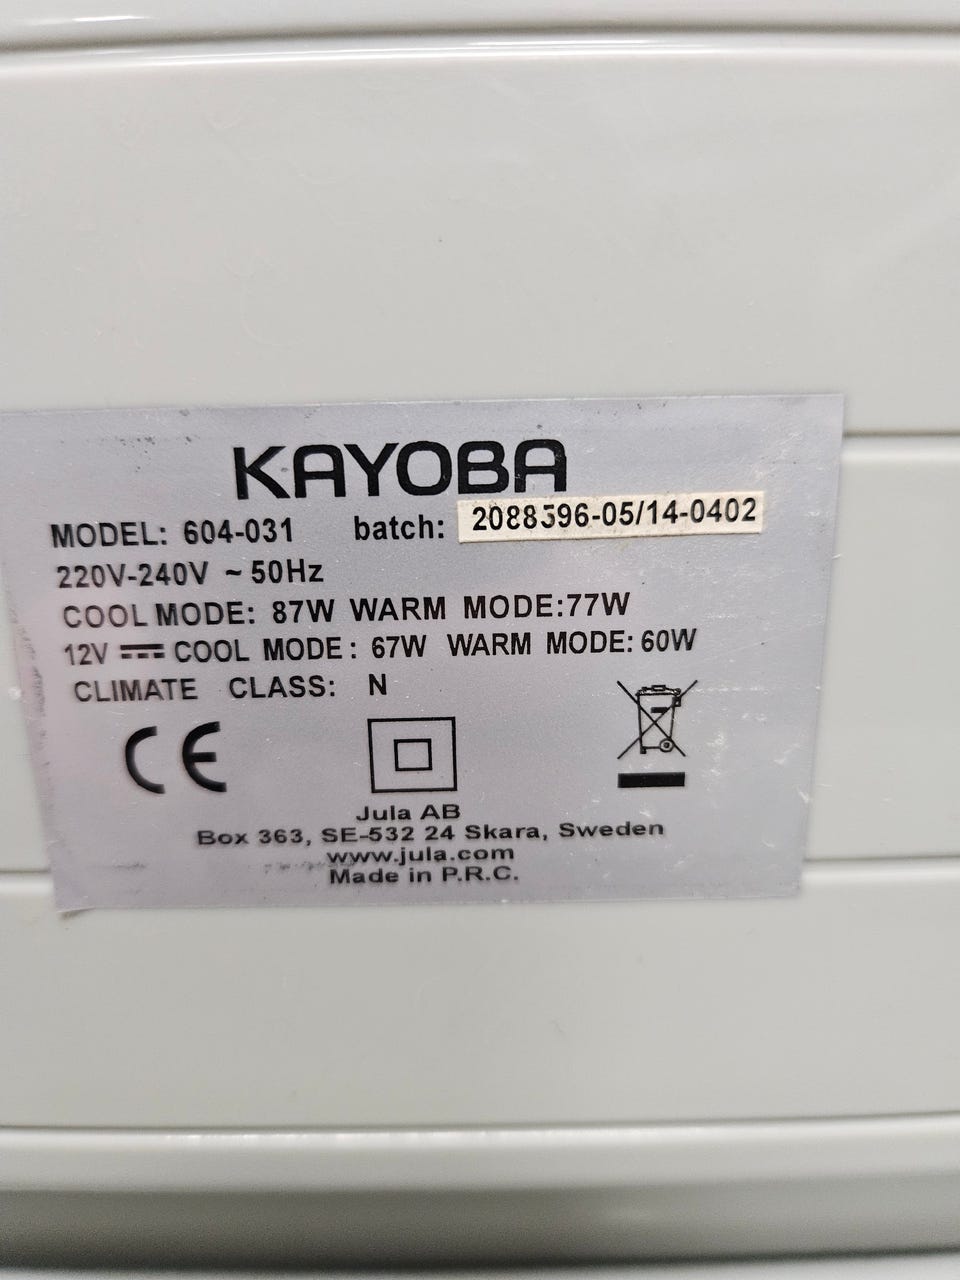 KAYOBA
MODEL: 604-031 batch: 2088596-05/14-0402
220V-240V ~ 50Hz
COOL MODE: 87W WARM MODE:77W
12V ⎓ COOL MODE: 67W WARM MODE: 60W
CLIMATE CLASS: N
CE
Jula AB
Box 363, SE-532 24 Skara, Sweden
www.jula.com
Made in P.R.C.